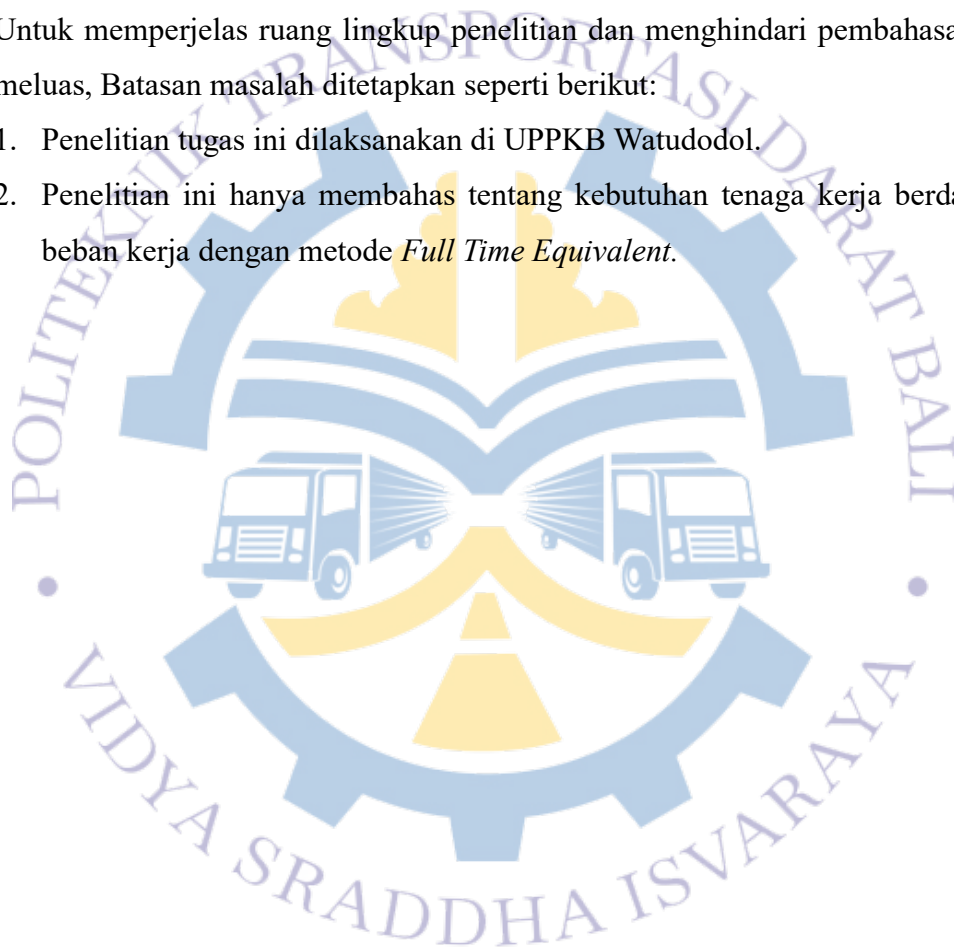 Untuk memperjelas ruang lingkup penelitian dan menghindari pembahasa
meluas, Batasan masalah ditetapkan seperti berikut:
1. Penelitian tugas ini dilaksanakan di UPPKB Watudodol.
2. Penelitian ini hanya membahas tentang kebutuhan tenaga kerja berda
beban kerja dengan metode Full Time Equivalent.
POLITEKNIK TRANSPORTASI DARAT BALI
VIDYA SRADDHA ISVARAYA